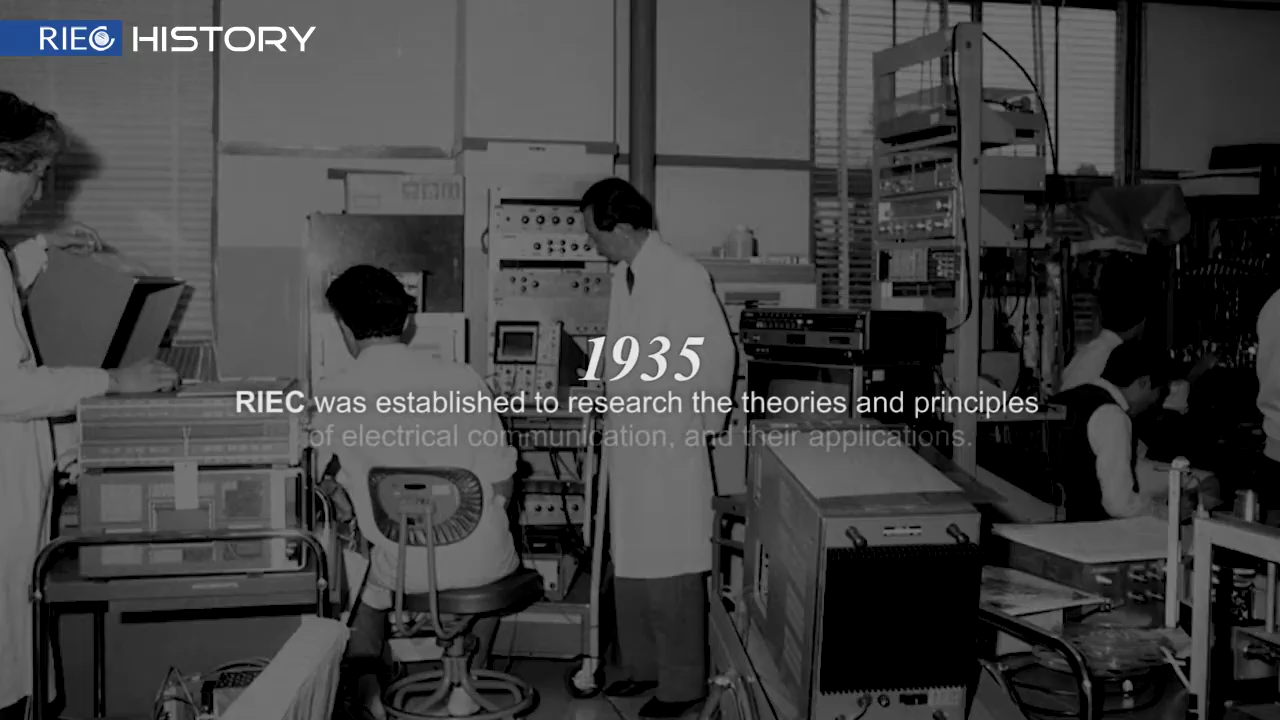 RIEC HISTORY
1935
RIEC was established to research the theories and principles
of electrical communication, and their applications.